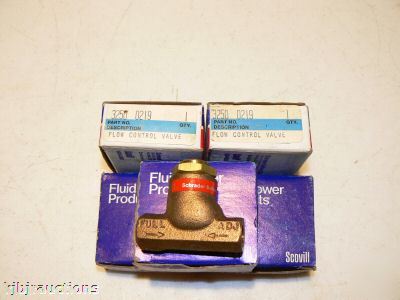 3250 0219 1
PART NO. QTY.
DESCRIPTION
FLOW CONTROL VALVE
3250 0219 1
PART NO. QTY.
DESCRIPTION
FLOW CONTROL VALVE
Fluid Power
Products
Schrader
FULL ADJ
Scovill
jbjrauctions